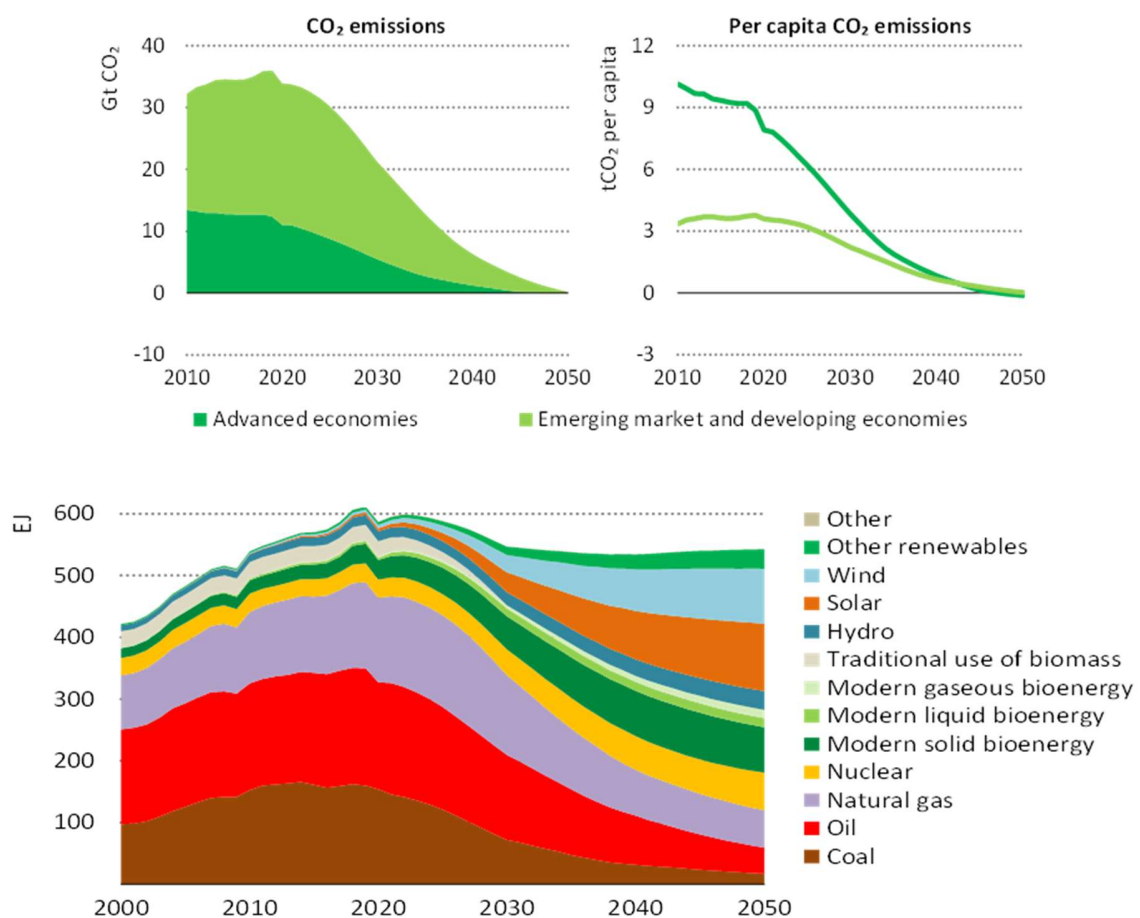 CO₂ emissions
Gt CO₂
40
30
20
10
0
-10
2010 2020 2030 2040 2050
Per capita CO₂ emissions
tCO₂ per capita
12
9
6
3
0
-3
2010 2020 2030 2040 2050
Advanced economies
Emerging market and developing economies
EJ
600
500
400
300
200
100
2000 2010 2020 2030 2040 2050
Other
Other renewables
Wind
Solar
Hydro
Traditional use of biomass
Modern gaseous bioenergy
Modern liquid bioenergy
Modern solid bioenergy
Nuclear
Natural gas
Oil
Coal